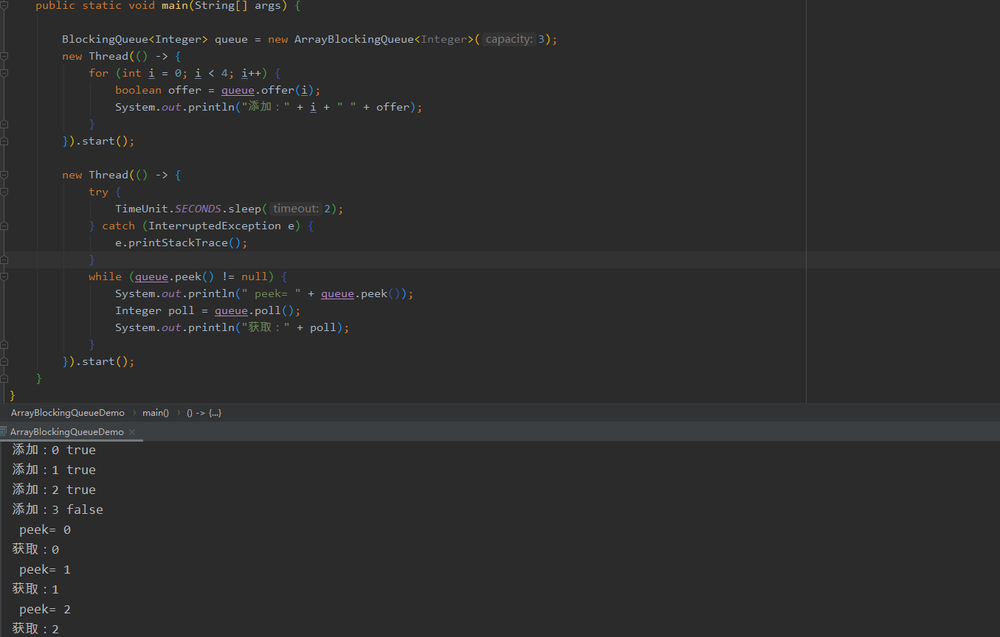 public static void main(String[] args) {
BlockingQueue<Integer> queue = new ArrayBlockingQueue<Integer>( capacity: 3);
new Thread(() -> {
for (int i = 0; i < 4; i++) {
boolean offer = queue.offer(i);
System.out.println("添加：" + i + " " + offer);
}
}).start();
new Thread(() -> {
try {
TimeUnit.SECONDS.sleep( timeout: 2);
} catch (InterruptedException e) {
e.printStackTrace();
}
while (queue.peek() != null) {
System.out.println(" peek= " + queue.peek());
Integer poll = queue.poll();
System.out.println("获取：" + poll);
}
}).start();
}
}
ArrayBlockingQueueDemo › main() › () -> {...}
ArrayBlockingQueueDemo ×
添加：0 true
添加：1 true
添加：2 true
添加：3 false
peek= 0
获取：0
peek= 1
获取：1
peek= 2
获取：2